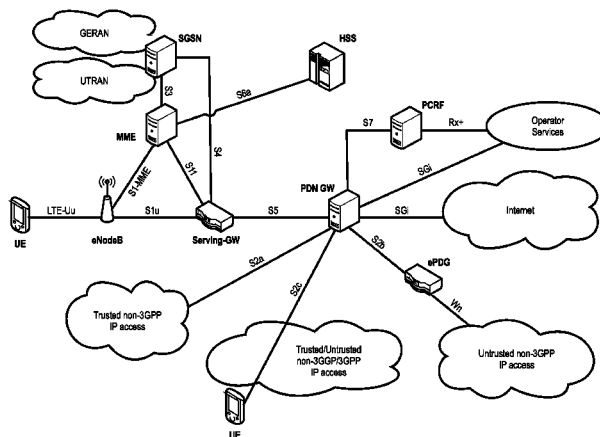 GERAN
SGSN
HSS
UTRAN
S3
S6a
MME
PCRF
S7
Rx+
Operator
Services
S4
S1-MME
S11
SGi
PDN GW
LTE-Uu
S1u
S5
SGi
Internet
UE
eNodeB
Serving-GW
S2b
ePDG
S2a
S2c
Wn
Trusted non-3GPP
IP access
Trusted/Untrusted
non-3GGP/3GPP
IP access
Untrusted non-3GPP
IP access
UE